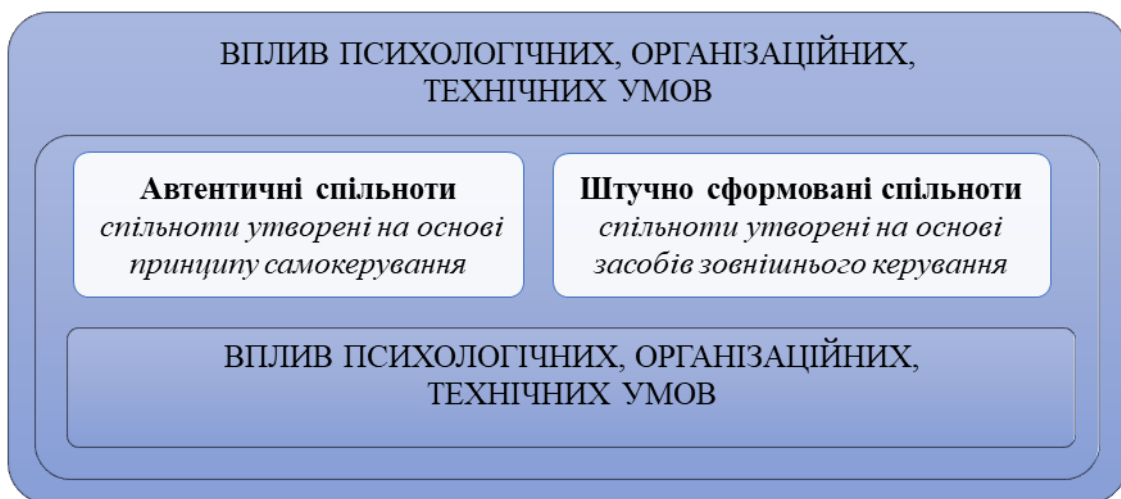 ВПЛИВ ПСИХОЛОГІЧНИХ, ОРГАНІЗАЦІЙНИХ,
ТЕХНІЧНИХ УМОВ
Автентичні спільноти
спільноти утворені на основі
принципу самокерування
Штучно сформовані спільноти
спільноти утворені на основі
засобів зовнішнього керування
ВПЛИВ ПСИХОЛОГІЧНИХ, ОРГАНІЗАЦІЙНИХ,
ТЕХНІЧНИХ УМОВ